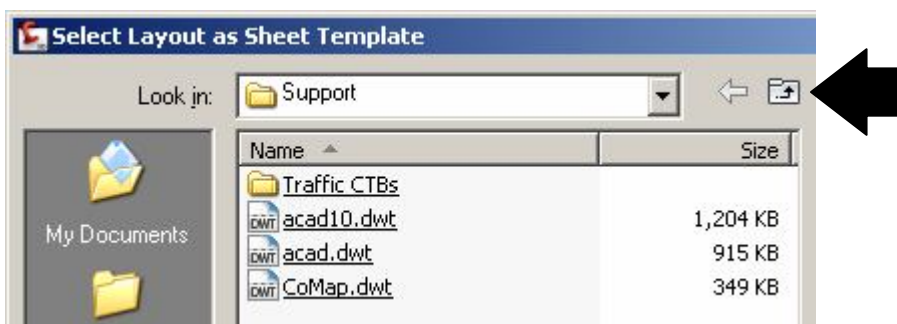 Select Layout as Sheet Template
Look in: Support
Name Size
Traffic CTBs
acad10.dwt 1,204 KB
My Documents
acad.dwt 915 KB
CoMap.dwt 349 KB